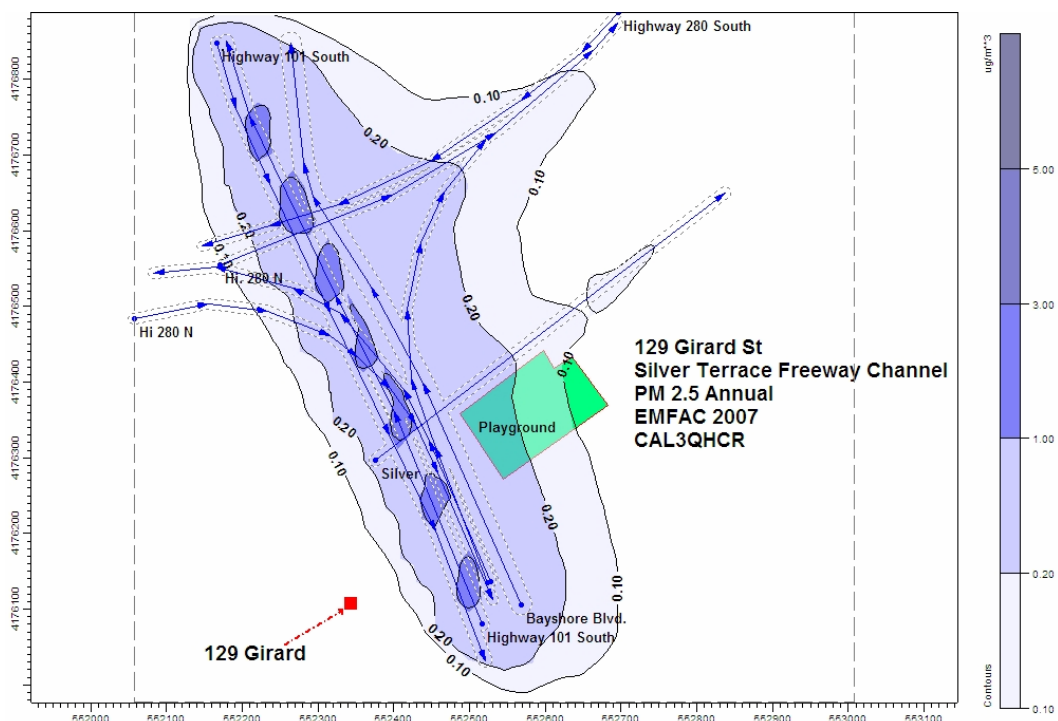 Highway 280 South
Highway 101 South
0.10
0.20
0.10
0.20
0.10
Hi. 280 N
Hi 280 N
0.20
0.10
Playground
0.20
0.10
Silver
0.20
0.10
0.20
0.10
Bayshore Blvd.
Highway 101 South
129 Girard
129 Girard St
Silver Terrace Freeway Channel
PM 2.5 Annual
EMFAC 2007
CAL3QHCR
4176800
4176700
4176600
4176500
4176400
4176300
4176200
4176100
552000
552100
552200
552300
552400
552500
552600
552700
552800
552900
553000
553100
ug/m**3
5.00
3.00
1.00
0.20
0.10
Contours